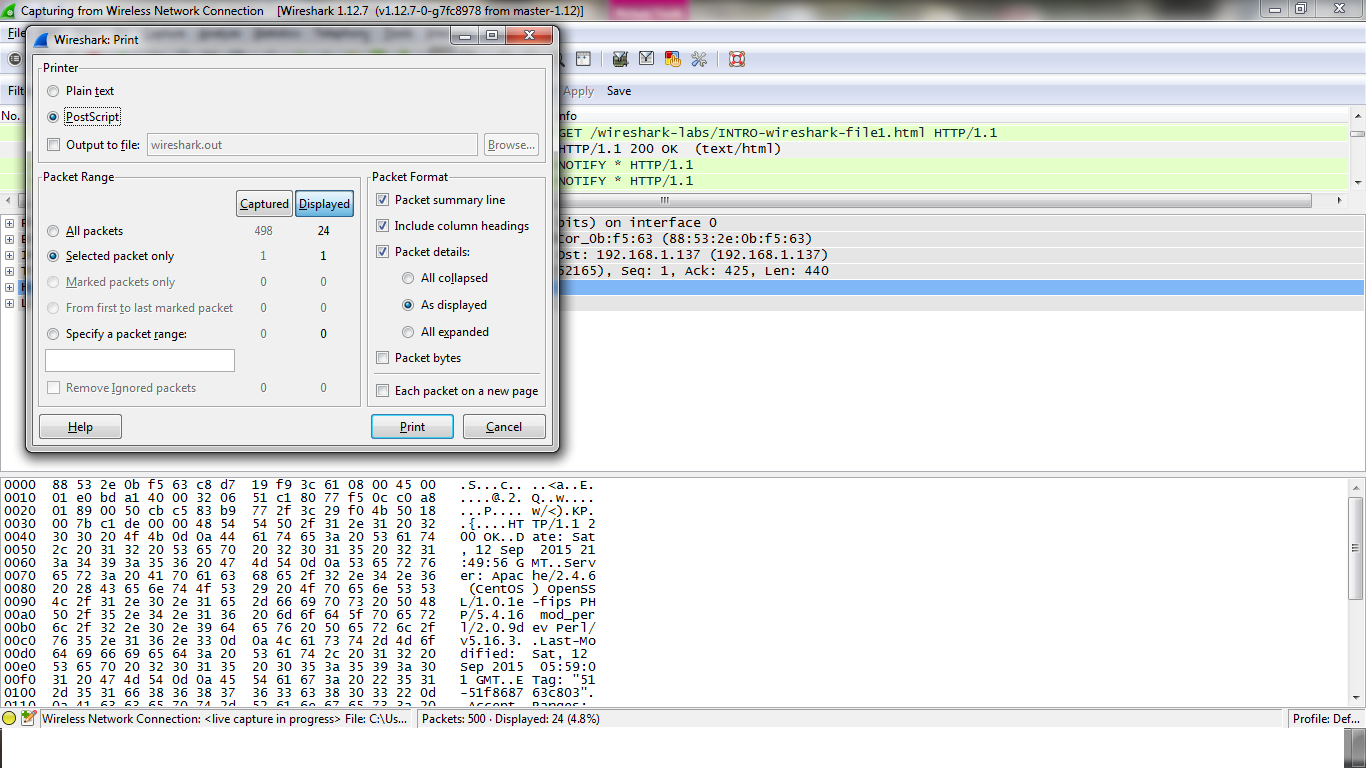 Capturing from Wireless Network Connection [Wireshark 1.12.7 (v1.12.7-0-g7fc8978 from master-1.12)]
Wireshark: Print
Printer
Plain text
PostScript
Output to file: wireshark.out Browse...
Packet Range
Captured Displayed
All packets 498 24
Selected packet only 1 1
Marked packets only 0 0
From first to last marked packet 0 0
Specify a packet range: 0 0
Remove Ignored packets 0 0
Packet Format
Packet summary line
Include column headings
Packet details:
All collapsed
As displayed
All expanded
Packet bytes
Each packet on a new page
Help Print Cancel
Apply Save
No.
GET /wireshark-labs/INTRO-wireshark-file1.html HTTP/1.1
HTTP/1.1 200 OK (text/html)
NOTIFY * HTTP/1.1
NOTIFY * HTTP/1.1
on interface 0
(88:53:2e:0b:f5:63)
Dst: 192.168.1.137 (192.168.1.137)
Seq: 1, Ack: 425, Len: 440
0000 88 53 2e 0b f5 63 c8 d7 19 f9 3c 61 08 00 45 00 .S...c.. ..<a..E.
0010 01 e0 bd a1 40 00 32 06 51 c1 80 77 f5 0c c0 a8 ....@.2. Q..w....
0020 01 89 00 50 cb c5 83 b9 77 2f 3c 29 f0 4b 50 18 ...P.... w/<).KP.
0030 00 7b c1 de 00 00 48 54 54 50 2f 31 2e 31 20 32 .{....HT TP/1.1 2
0040 30 30 20 4f 4b 0d 0a 44 61 74 65 3a 20 53 61 74 00 OK..D ate: Sat
0050 2c 20 31 32 20 53 65 70 20 32 30 31 35 20 32 31 , 12 Sep 2015 21
0060 3a 34 39 3a 35 36 20 47 4d 54 0d 0a 53 65 72 76 :49:56 G MT..Serv
0070 65 72 3a 20 41 70 61 63 68 65 2f 32 2e 34 2e 36 er: Apac he/2.4.6
0080 20 28 43 65 6e 74 4f 53 29 20 4f 70 65 6e 53 53 (CentOS ) OpenSS
0090 4c 2f 31 2e 30 2e 31 65 2d 66 69 70 73 20 50 48 L/1.0.1e -fips PH
00a0 50 2f 35 2e 34 2e 31 36 20 6d 6f 64 5f 70 65 72 P/5.4.16 mod_per
00b0 6c 2f 32 2e 30 2e 39 64 65 76 20 50 65 72 6c 2f l/2.0.9d ev Perl/
00c0 76 35 2e 31 36 2e 33 0d 0a 4c 61 73 74 2d 4d 6f v5.16.3. .Last-Mo
00d0 64 69 66 69 65 64 3a 20 53 61 74 2c 20 31 32 20 dified: Sat, 12
00e0 53 65 70 20 32 30 31 35 20 30 35 3a 35 39 3a 30 Sep 2015 05:59:0
00f0 31 20 47 4d 54 0d 0a 45 54 61 67 3a 20 22 35 31 1 GMT..E Tag: "51
0100 2d 35 31 66 38 36 38 37 36 33 63 38 30 33 22 0d -51f8687 63c803".
Wireless Network Connection: <live capture in progress> File: C:\Us... Packets: 500 · Displayed: 24 (4.8%) Profile: Def...